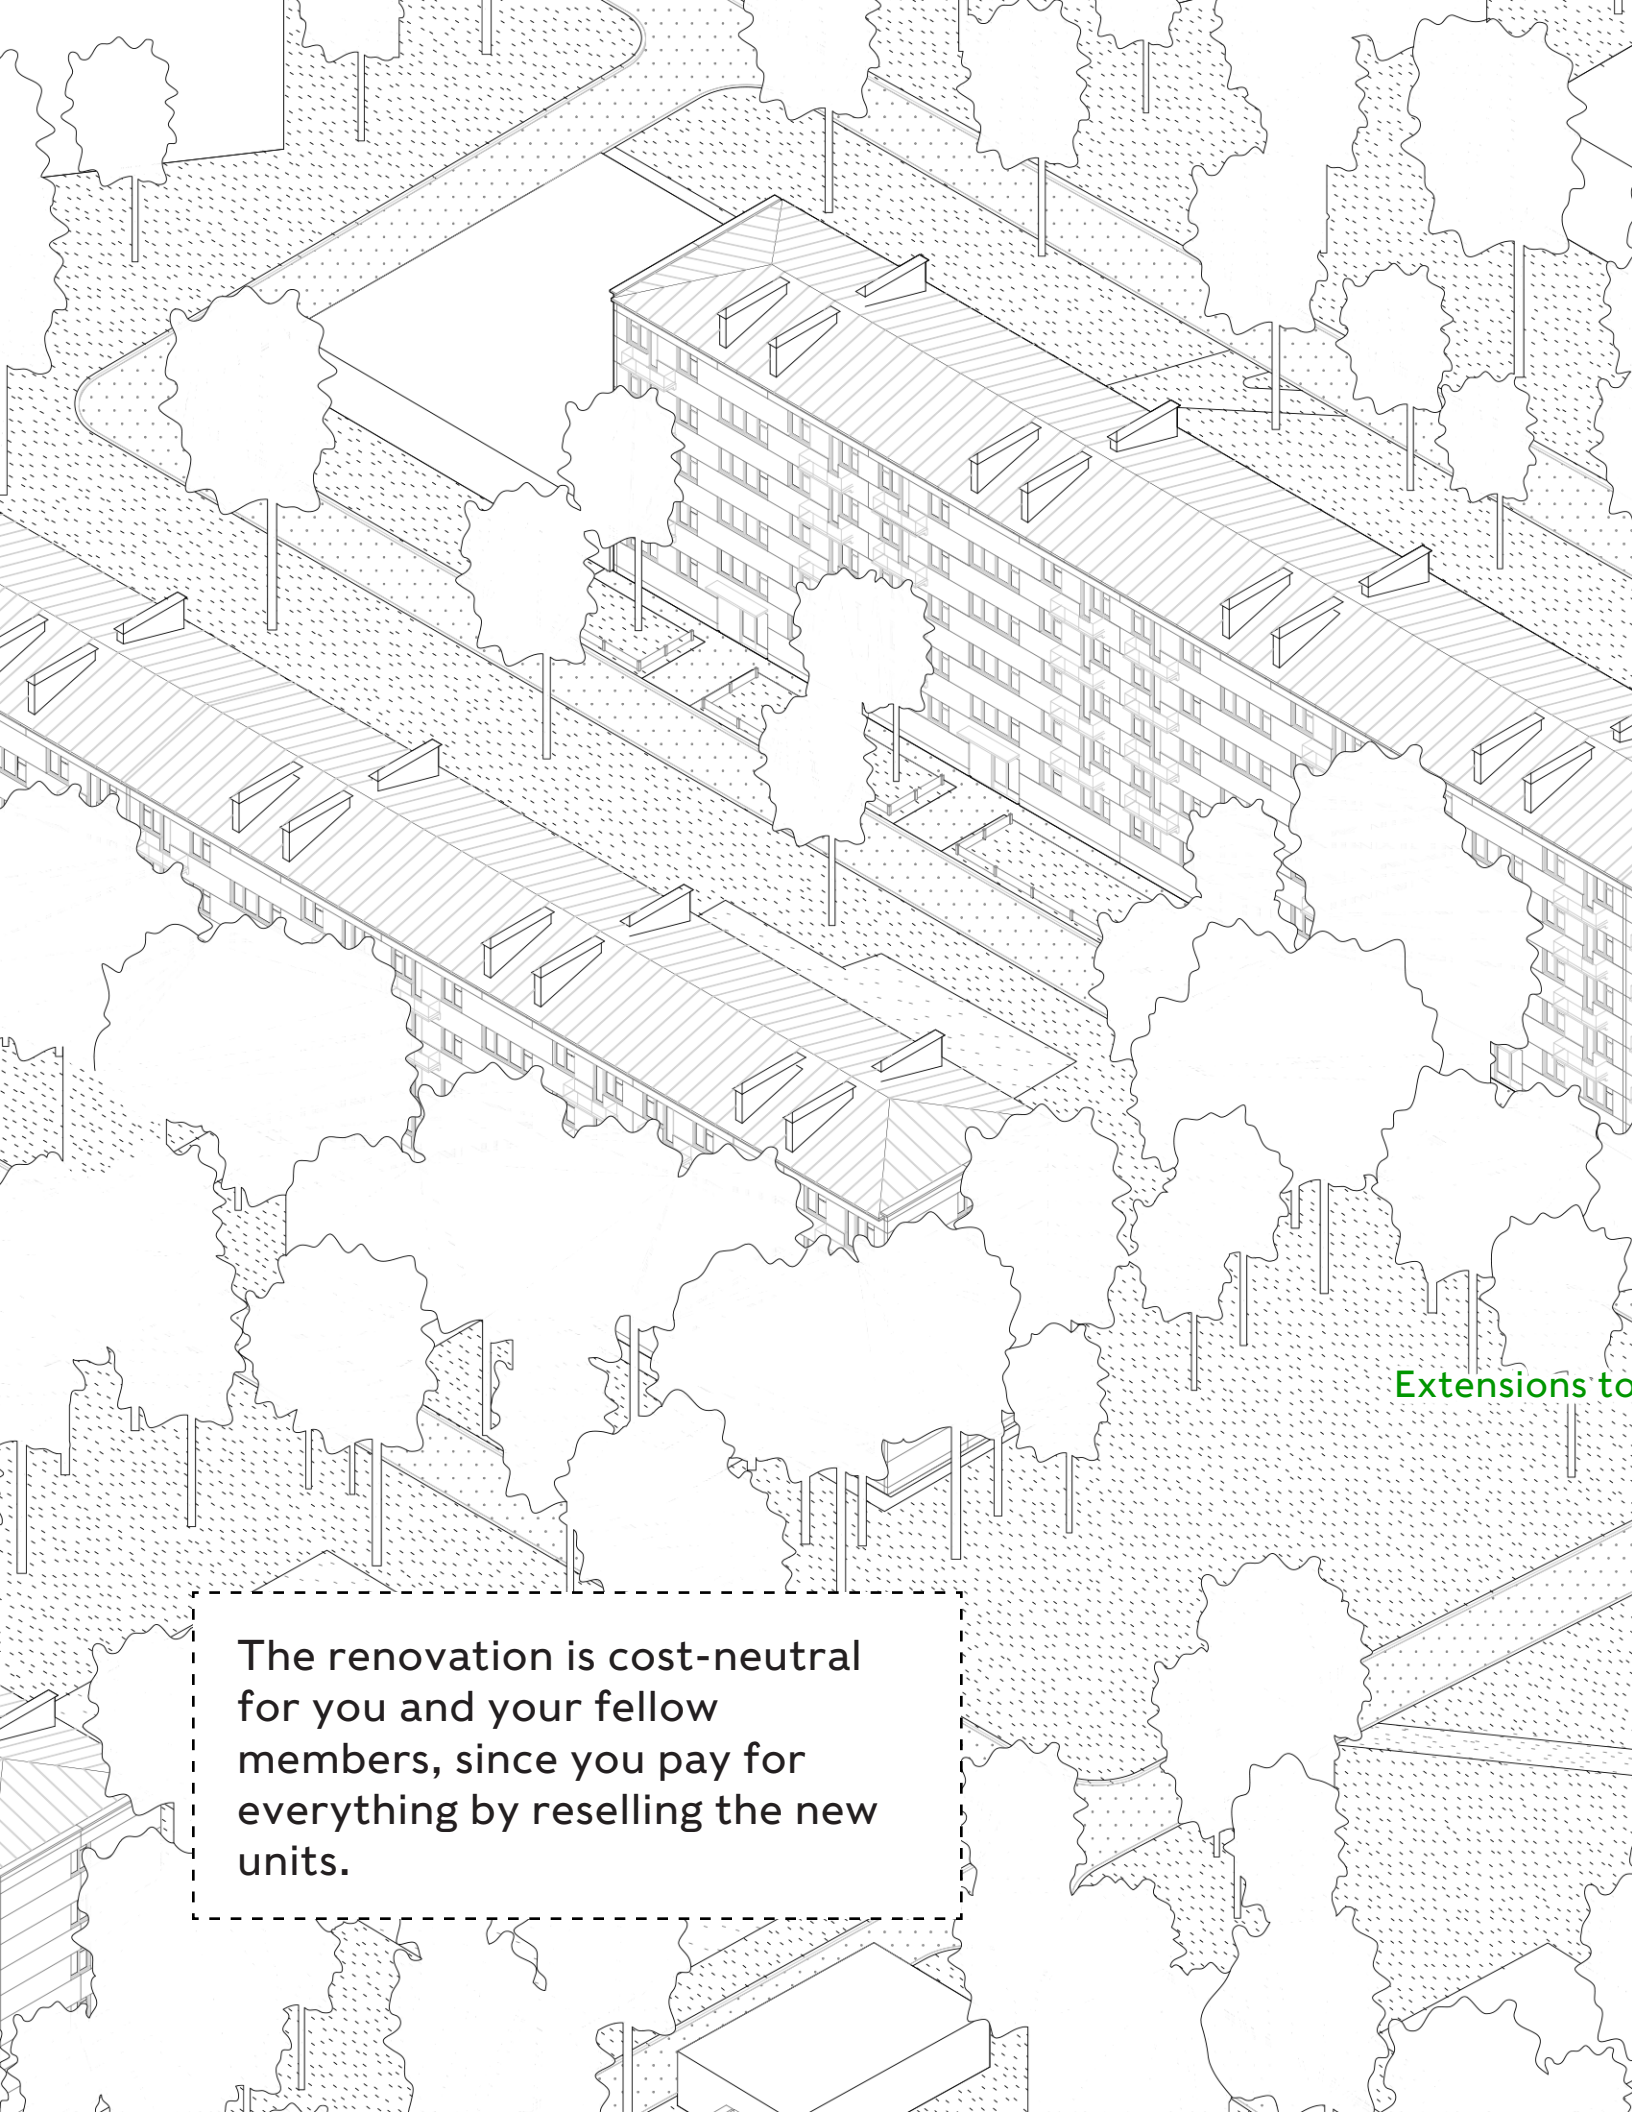 Extensions to
The renovation is cost-neutral
for you and your fellow
members, since you pay for
everything by reselling the new
units.